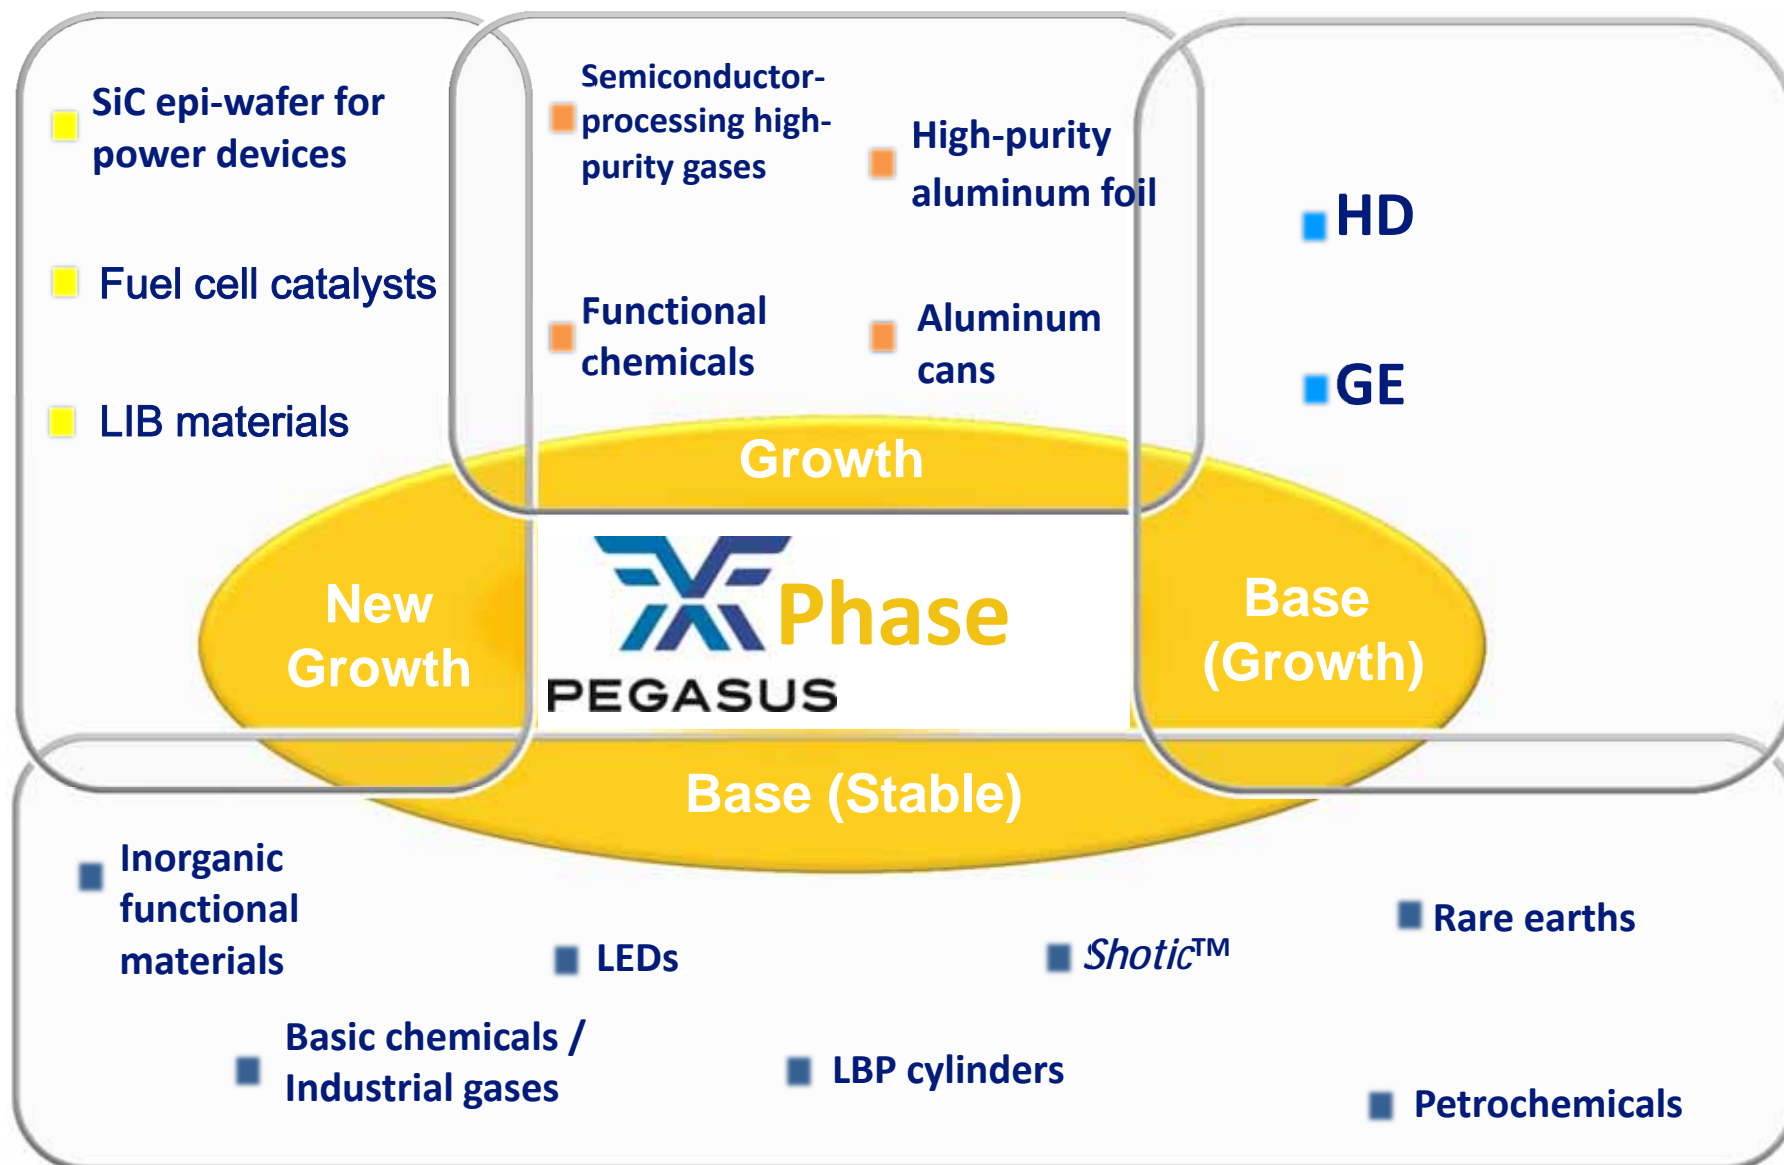 SiC epi-wafer for
power devices
Fuel cell catalysts
LIB materials
Semiconductor-
processing high-
purity gases
High-purity
aluminum foil
Functional
chemicals
Aluminum
cans
HD
GE
Growth
New
Growth
PEGASUS
Phase
Base
(Growth)
Base (Stable)
Inorganic
functional
materials
LEDs
Shotic™
Rare earths
Basic chemicals /
Industrial gases
LBP cylinders
Petrochemicals